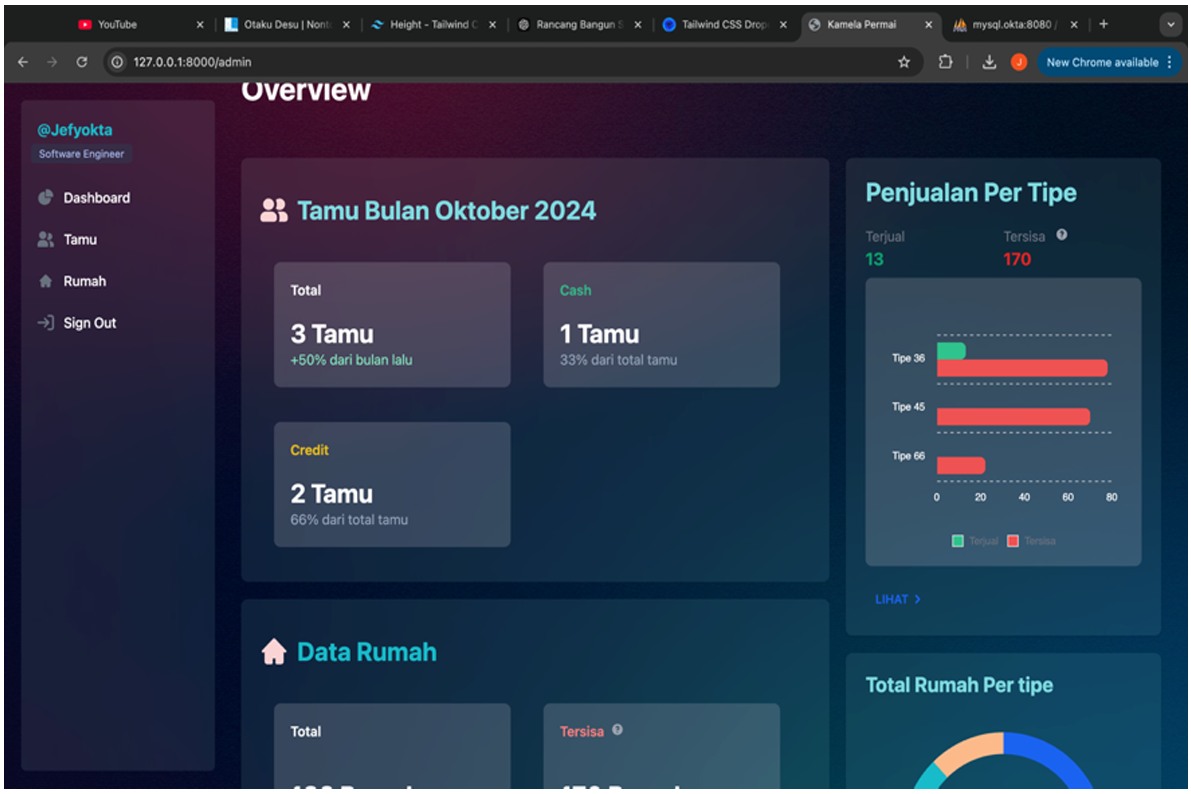 YouTube
Otaku Desu | Nont
Height - Tailwind C
Rancang Bangun S
Tailwind CSS Drop
Kamela Permai
mysql.okta:8080 /
127.0.0.1:8000/admin
J
New Chrome available
Overview
@Jefyokta
Software Engineer
Dashboard
Tamu
Rumah
Sign Out
Tamu Bulan Oktober 2024
Total
3 Tamu
+50% dari bulan lalu
Cash
1 Tamu
33% dari total tamu
Credit
2 Tamu
66% dari total tamu
Data Rumah
Total
Tersisa
Penjualan Per Tipe
Terjual
13
Tersisa
170
Tipe 36
Tipe 45
Tipe 66
0 20 40 60 80
Terjual Tersisa
LIHAT
Total Rumah Per tipe